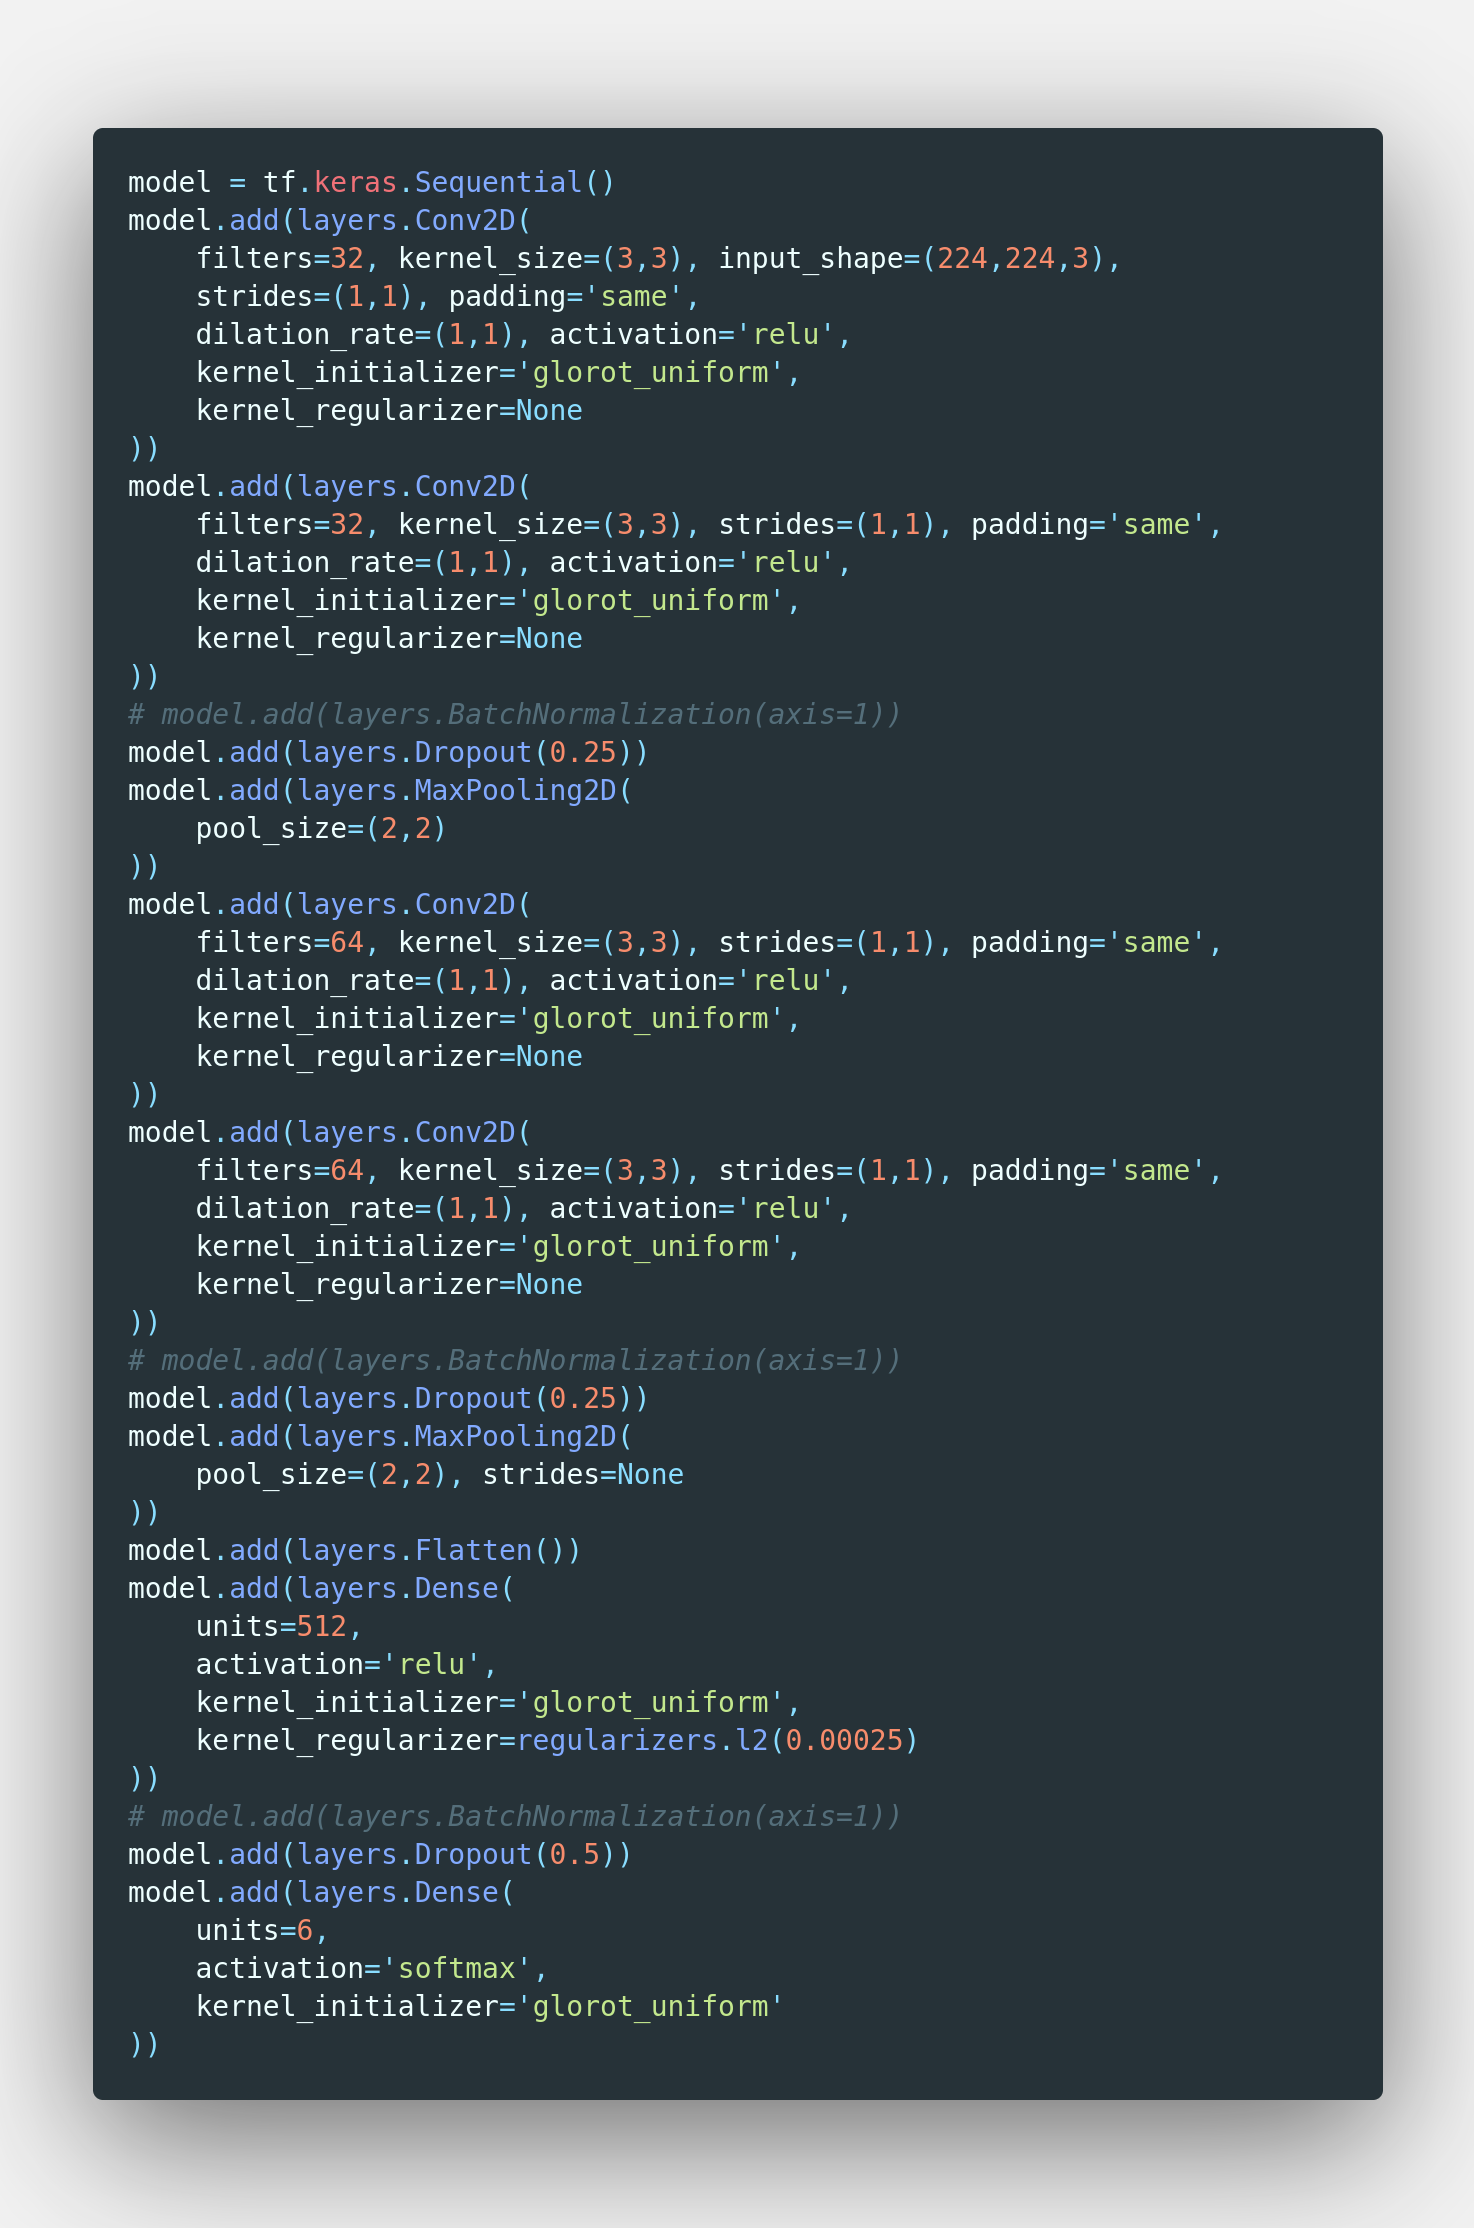 model = tf.keras.Sequential()
model.add(layers.Conv2D(
    filters=32, kernel_size=(3,3), input_shape=(224,224,3),
    strides=(1,1), padding='same',
    dilation_rate=(1,1), activation='relu',
    kernel_initializer='glorot_uniform',
    kernel_regularizer=None
))
model.add(layers.Conv2D(
    filters=32, kernel_size=(3,3), strides=(1,1), padding='same',
    dilation_rate=(1,1), activation='relu',
    kernel_initializer='glorot_uniform',
    kernel_regularizer=None
))
# model.add(layers.BatchNormalization(axis=1))
model.add(layers.Dropout(0.25))
model.add(layers.MaxPooling2D(
    pool_size=(2,2)
))
model.add(layers.Conv2D(
    filters=64, kernel_size=(3,3), strides=(1,1), padding='same',
    dilation_rate=(1,1), activation='relu',
    kernel_initializer='glorot_uniform',
    kernel_regularizer=None
))
model.add(layers.Conv2D(
    filters=64, kernel_size=(3,3), strides=(1,1), padding='same',
    dilation_rate=(1,1), activation='relu',
    kernel_initializer='glorot_uniform',
    kernel_regularizer=None
))
# model.add(layers.BatchNormalization(axis=1))
model.add(layers.Dropout(0.25))
model.add(layers.MaxPooling2D(
    pool_size=(2,2), strides=None
))
model.add(layers.Flatten())
model.add(layers.Dense(
    units=512,
    activation='relu',
    kernel_initializer='glorot_uniform',
    kernel_regularizer=regularizers.l2(0.00025)
))
# model.add(layers.BatchNormalization(axis=1))
model.add(layers.Dropout(0.5))
model.add(layers.Dense(
    units=6,
    activation='softmax',
    kernel_initializer='glorot_uniform'
))